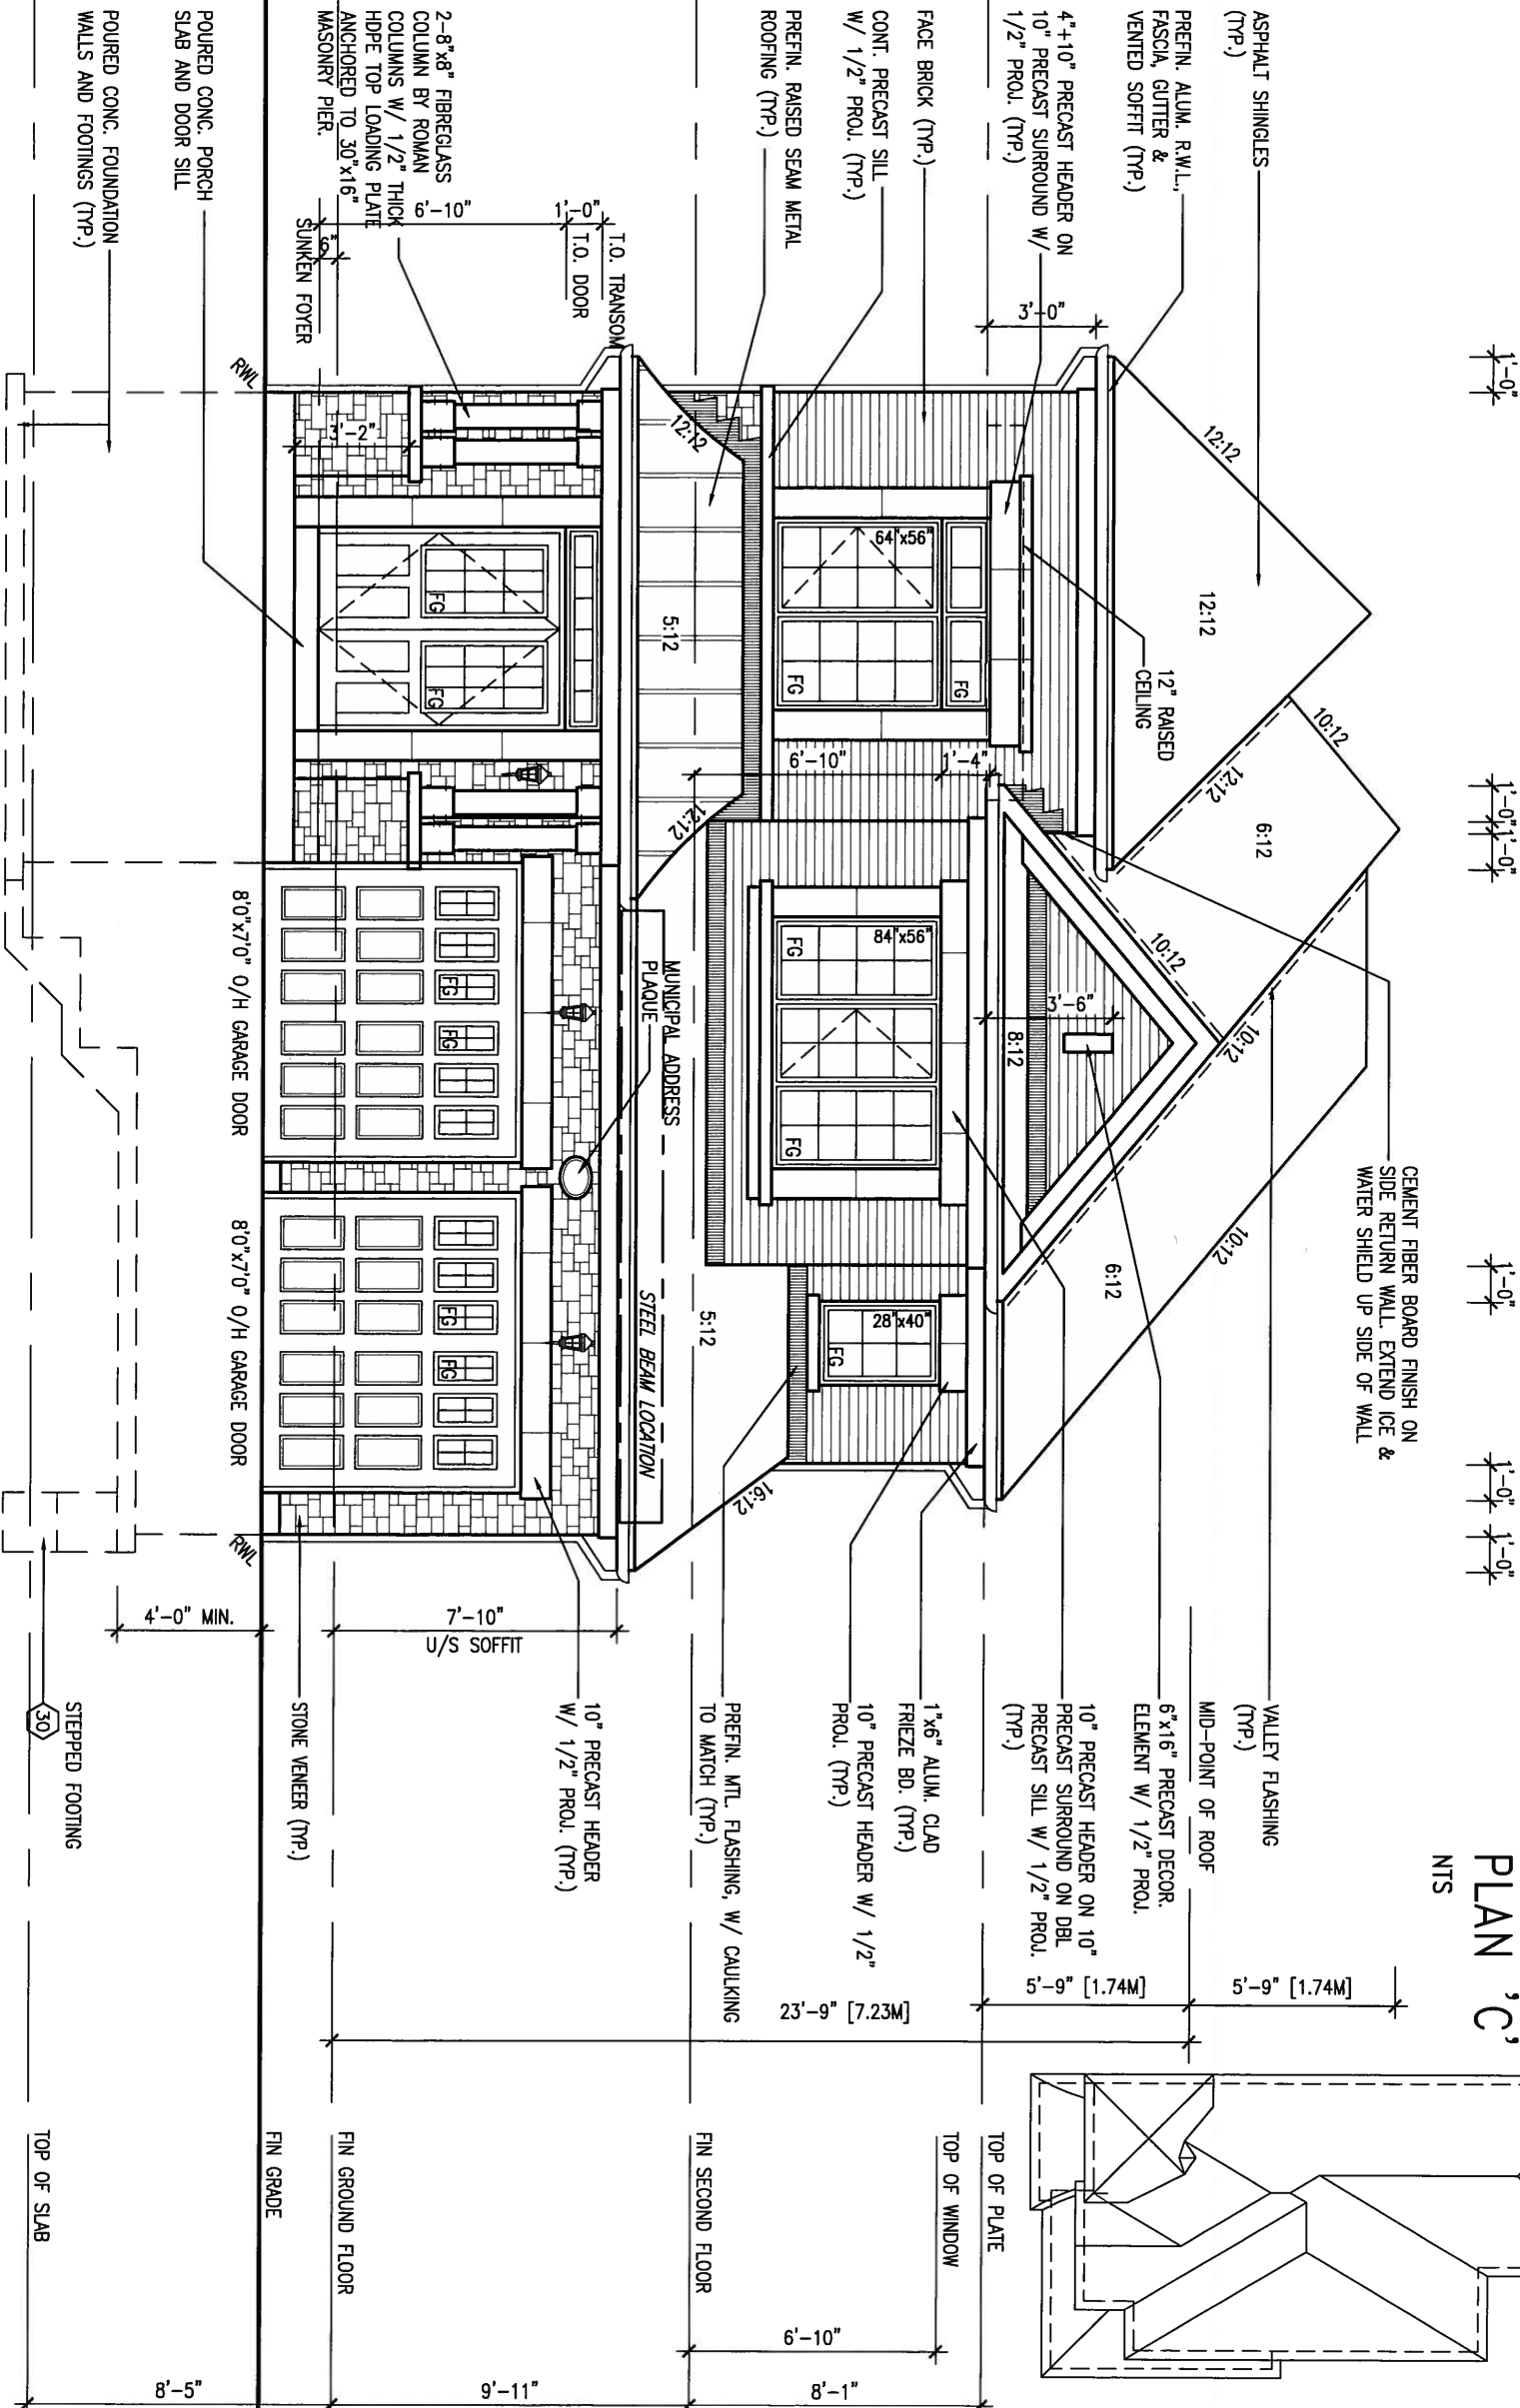 PLAN 'C'
NTS
1'-0"
1'-0"
1'-0"
1'-0"
1'-0"
1'-0"
ASPHALT SHINGLES
(TYP.)
PREFIN. ALUM. R.W.L.,
FASCIA, GUTTER &
VENTED SOFFIT (TYP.)
4"+10" PRECAST HEADER ON
10" PRECAST SURROUND W/
1/2" PROJ. (TYP.)
FACE BRICK (TYP.)
CONT. PRECAST SILL
W/ 1/2" PROJ. (TYP.)
PREFIN. RAISED SEAM METAL
ROOFING (TYP.)
T.O. TRANSOM
T.O. DOOR
1'-0"
6'-10"
2-8"x8" FIBREGLASS
COLUMN BY ROMAN
COLUMNS W/ 1/2" THICK
HDPE TOP LOADING PLATE
ANCHORED TO 30"x16"
MASONRY PIER.
6"
SUNKEN FOYER
POURED CONC. PORCH
SLAB AND DOOR SILL
POURED CONC. FOUNDATION
WALLS AND FOOTINGS (TYP.)
3'-0"
12:12
12:12
12" RAISED
CEILING
10:12
12:12
6:12
10:12
10:12
10:12
6:12
8:12
3'-6"
CEMENT FIBER BOARD FINISH ON
SIDE RETURN WALL. EXTEND ICE &
WATER SHIELD UP SIDE OF WALL
64"x56"
FG
FG
6'-10"
1'-4"
84"x56"
FG
FG
28"x40"
FG
12:12
5:12
12:12
5:12
16:12
MUNICIPAL ADDRESS
PLAQUE
STEEL BEAM LOCATION
3'-2"
FG
FG
FG
FG
FG
FG
RWL
RWL
8'0"x7'0" O/H GARAGE DOOR
8'0"x7'0" O/H GARAGE DOOR
4'-0" MIN.
7'-10"
U/S SOFFIT
VALLEY FLASHING
(TYP.)
MID-POINT OF ROOF
6"x16" PRECAST DECOR.
ELEMENT W/ 1/2" PROJ.
10" PRECAST HEADER ON 10"
PRECAST SURROUND ON DBL
PRECAST SILL W/ 1/2" PROJ.
(TYP.)
1"x6" ALUM. CLAD
FRIEZE BD. (TYP.)
10" PRECAST HEADER W/ 1/2"
PROJ. (TYP.)
PREFIN. MTL. FLASHING, W/ CAULKING
TO MATCH (TYP.)
10" PRECAST HEADER
W/ 1/2" PROJ. (TYP.)
STONE VENEER (TYP.)
30
STEPPED FOOTING
5'-9" [1.74M]
5'-9" [1.74M]
23'-9" [7.23M]
TOP OF PLATE
TOP OF WINDOW
FIN SECOND FLOOR
FIN GROUND FLOOR
FIN GRADE
TOP OF SLAB
6'-10"
8'-1"
9'-11"
8'-5"